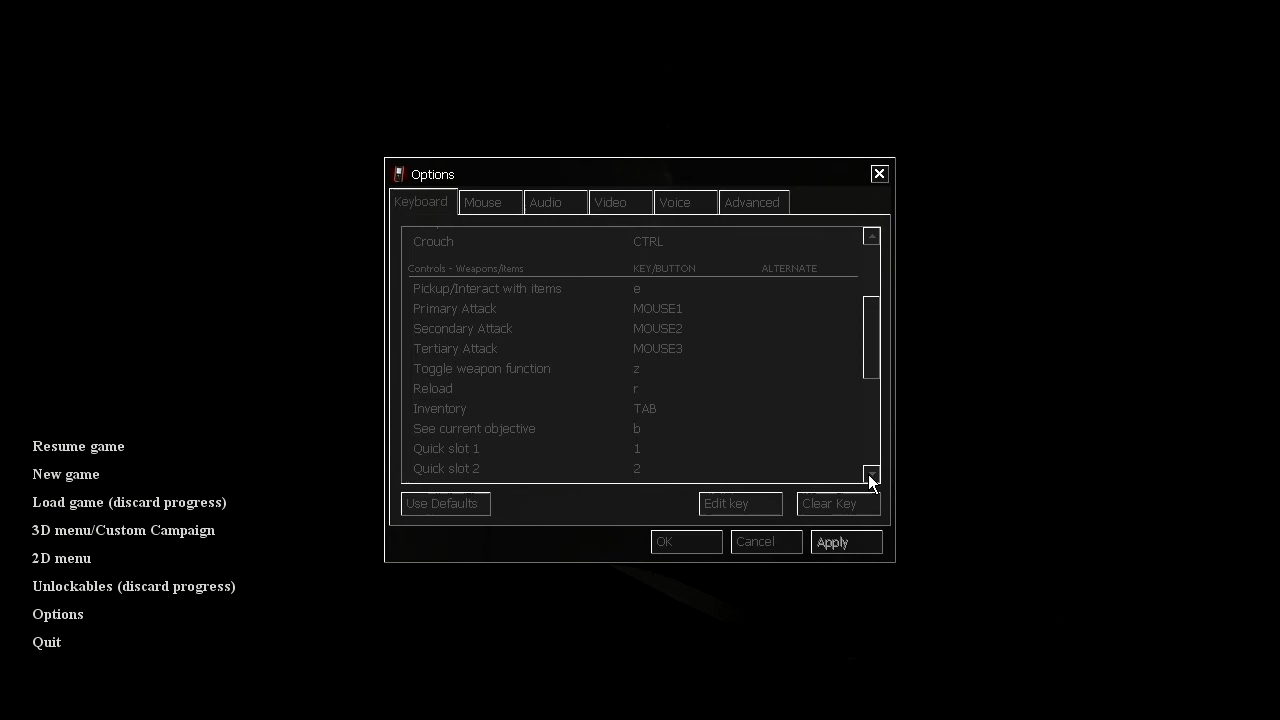 Options
Keyboard Mouse Audio Video Voice Advanced
Crouch CTRL
Controls - Weapons/items KEY/BUTTON ALTERNATE
Pickup/Interact with items e
Primary Attack MOUSE1
Secondary Attack MOUSE2
Tertiary Attack MOUSE3
Toggle weapon function z
Reload r
Inventory TAB
See current objective b
Quick slot 1 1
Quick slot 2 2
Use Defaults Edit key Clear Key
OK Cancel Apply
Resume game
New game
Load game (discard progress)
3D menu/Custom Campaign
2D menu
Unlockables (discard progress)
Options
Quit